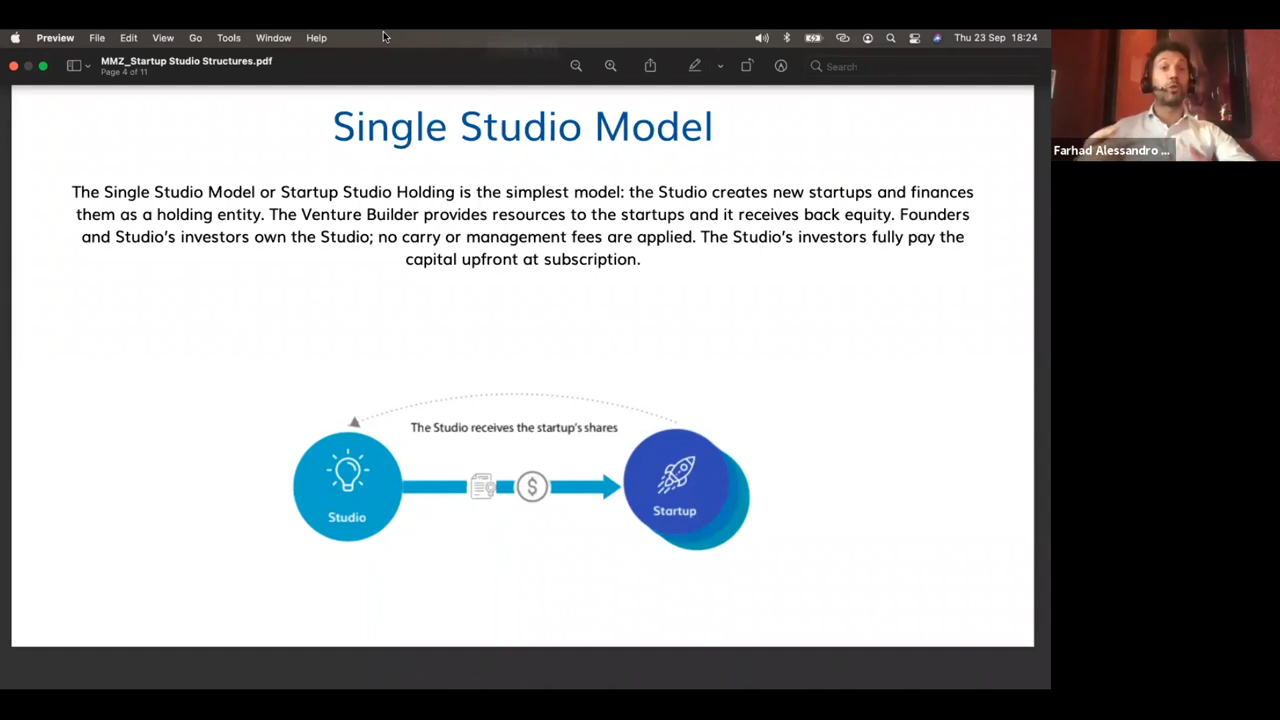 Preview File Edit View Go Tools Window Help Thu 23 Sep 18:24
MMZ_Startup Studio Structures.pdf
Page 4 of 11
Search
Single Studio Model
The Single Studio Model or Startup Studio Holding is the simplest model: the Studio creates new startups and finances
them as a holding entity. The Venture Builder provides resources to the startups and it receives back equity. Founders
and Studio's investors own the Studio; no carry or management fees are applied. The Studio's investors fully pay the
capital upfront at subscription.
The Studio receives the startup's shares
$
Studio
Startup
Farhad Alessandro ...